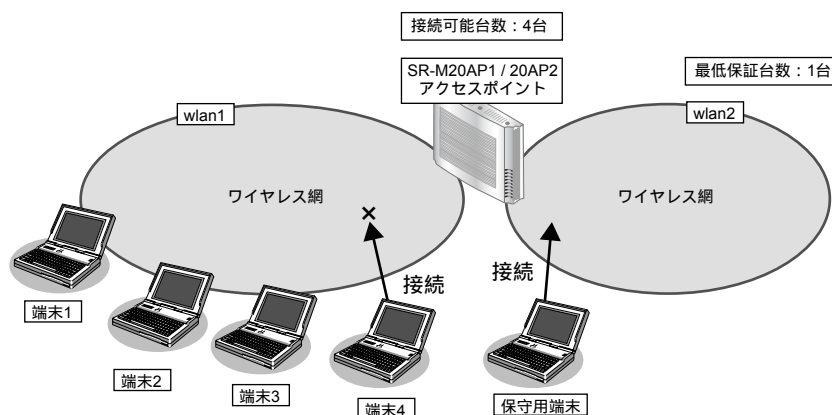 接続可能台数：4台
SR-M20AP1 / 20AP2
アクセスポイント
最低保証台数：1台
wlan1
wlan2
ワイヤレス網
ワイヤレス網
×
接続
接続
端末1
端末2
端末3
端末4
保守用端末